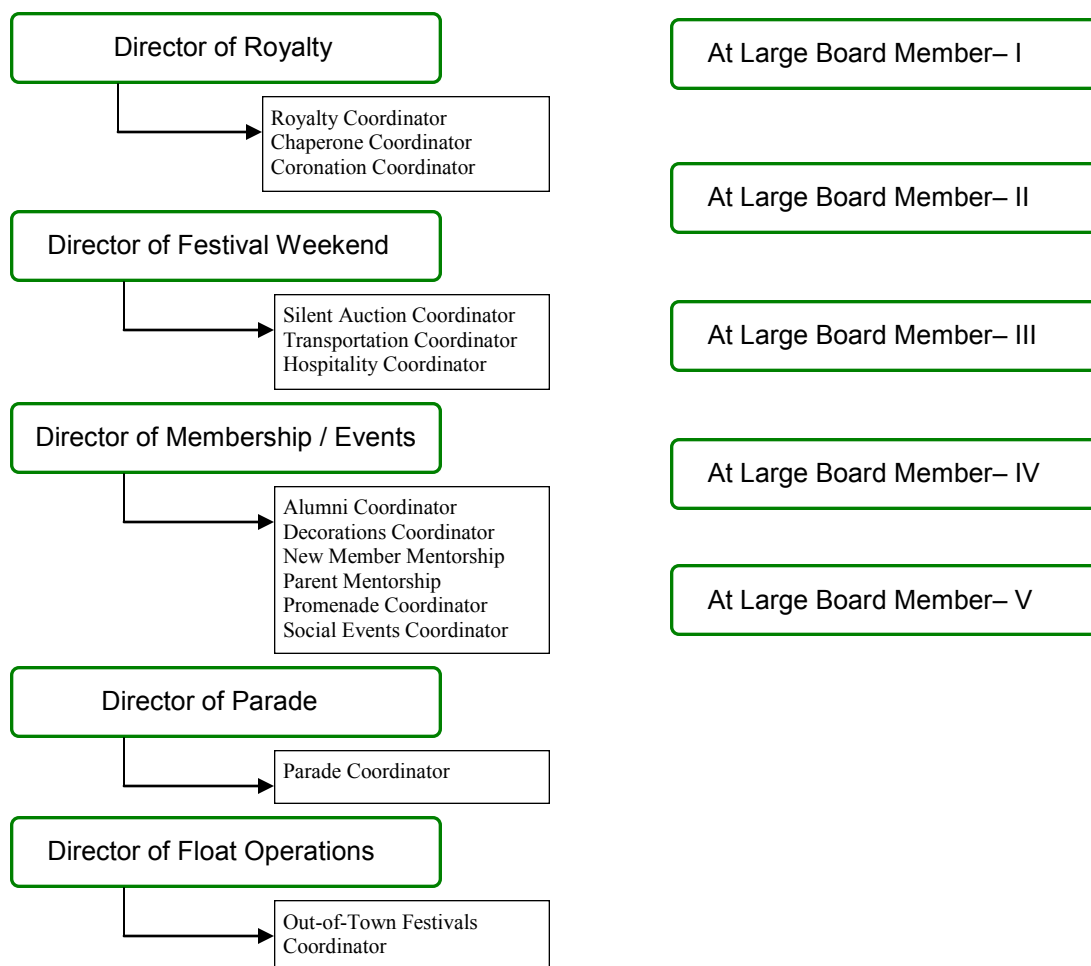 Director of Royalty
Royalty Coordinator
Chaperone Coordinator
Coronation Coordinator
Director of Festival Weekend
Silent Auction Coordinator
Transportation Coordinator
Hospitality Coordinator
Director of Membership / Events
Alumni Coordinator
Decorations Coordinator
New Member Mentorship
Parent Mentorship
Promenade Coordinator
Social Events Coordinator
Director of Parade
Parade Coordinator
Director of Float Operations
Out-of-Town Festivals
Coordinator
At Large Board Member– I
At Large Board Member– II
At Large Board Member– III
At Large Board Member– IV
At Large Board Member– V